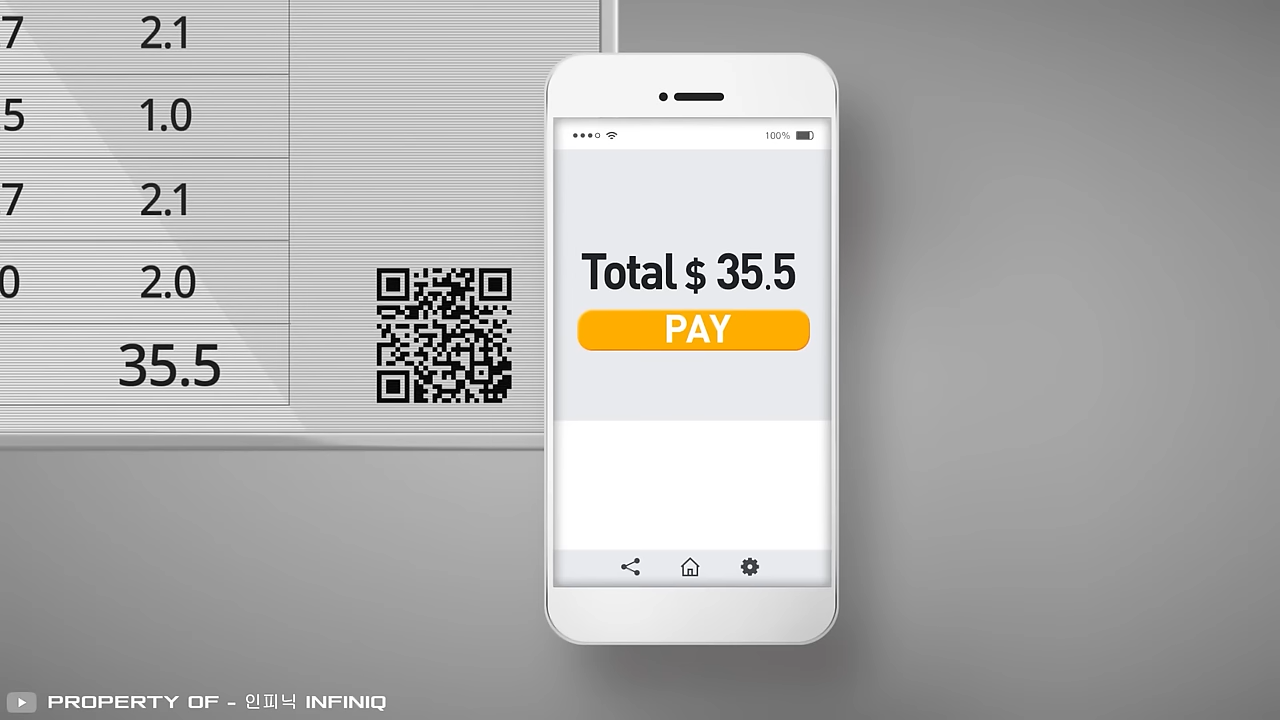 7 2.1
5 1.0
7 2.1
0 2.0
35.5
100%
Total $ 35.5
PAY
PROPERTY OF - 인피닉 INFINIQ